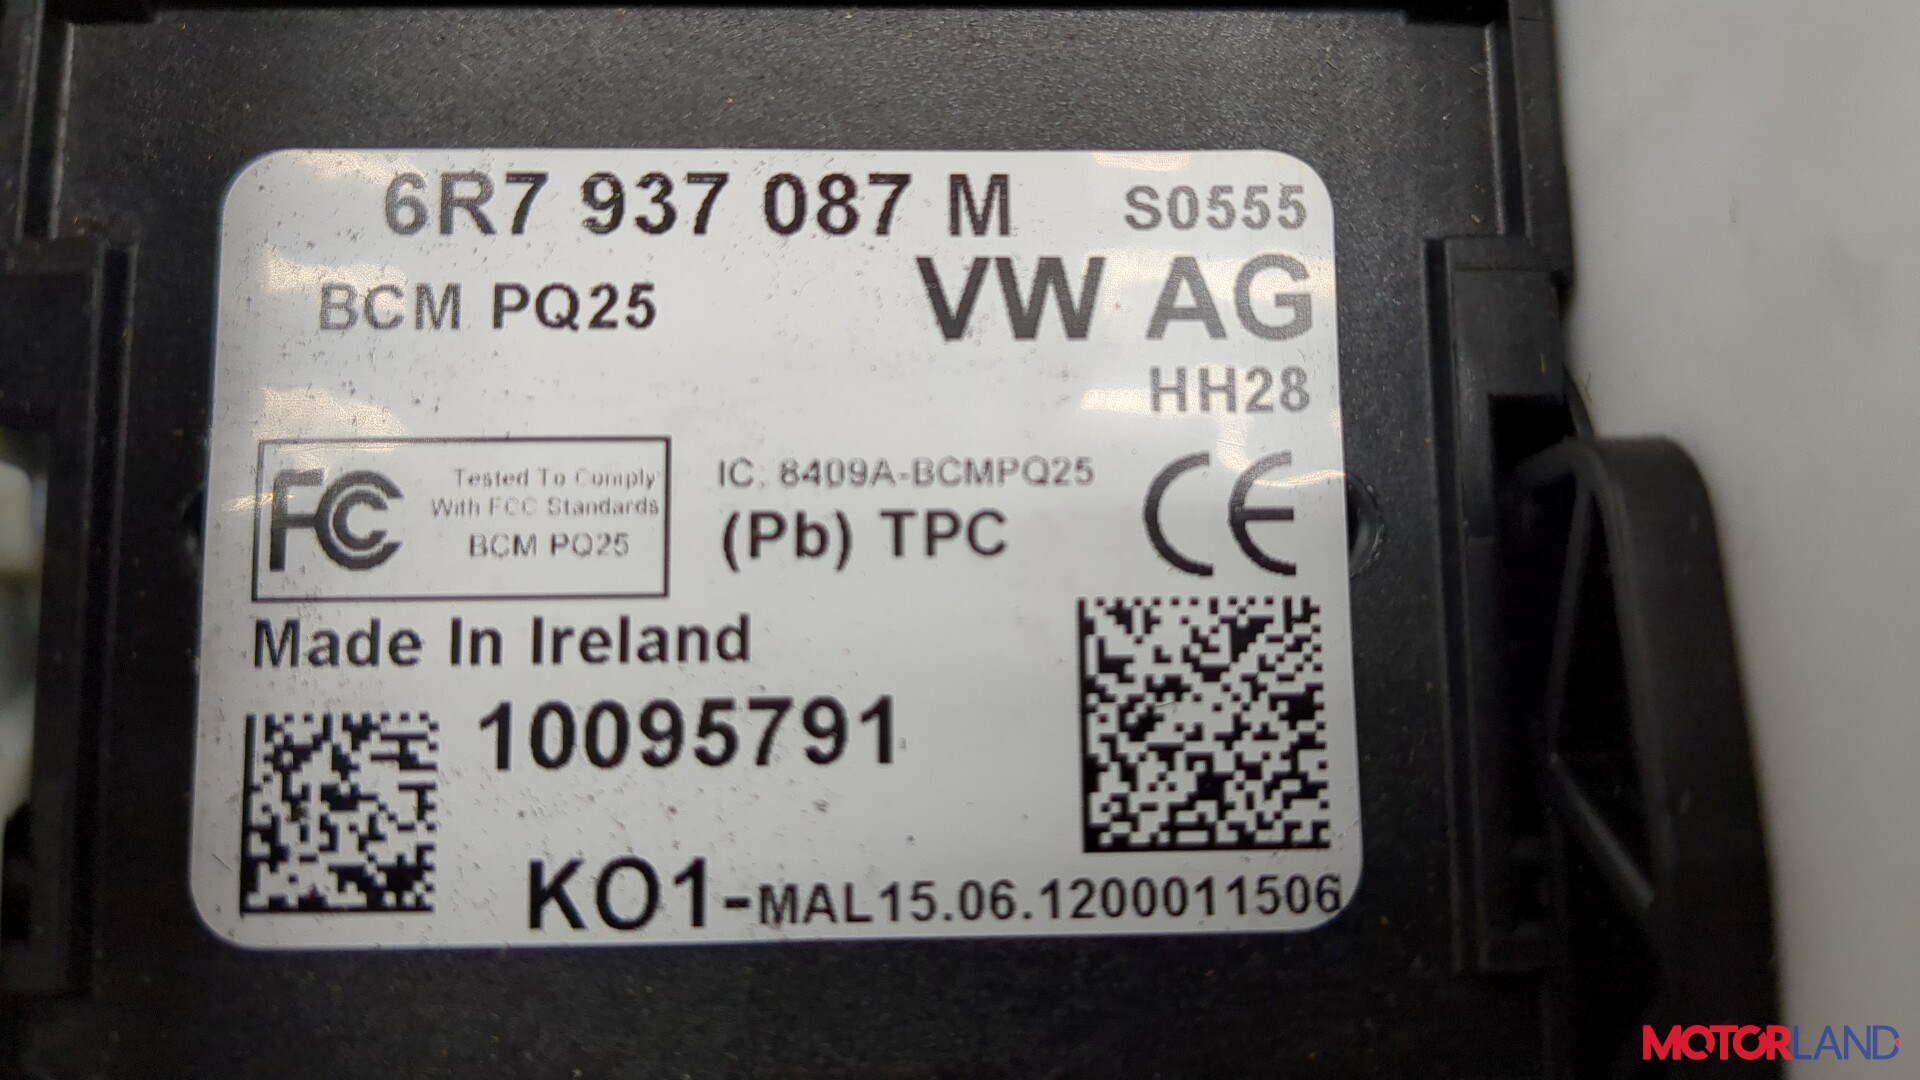 6R7 937 087 M S0555
BCM PQ25 VW AG
HH28
FC Tested To Comply
With FCC Standards
BCM PQ25
IC. 8409A-BCMPQ25
(Pb) TPC
CE
Made In Ireland
10095791
KO1-MAL15.06.1200011506
MOTORLAND